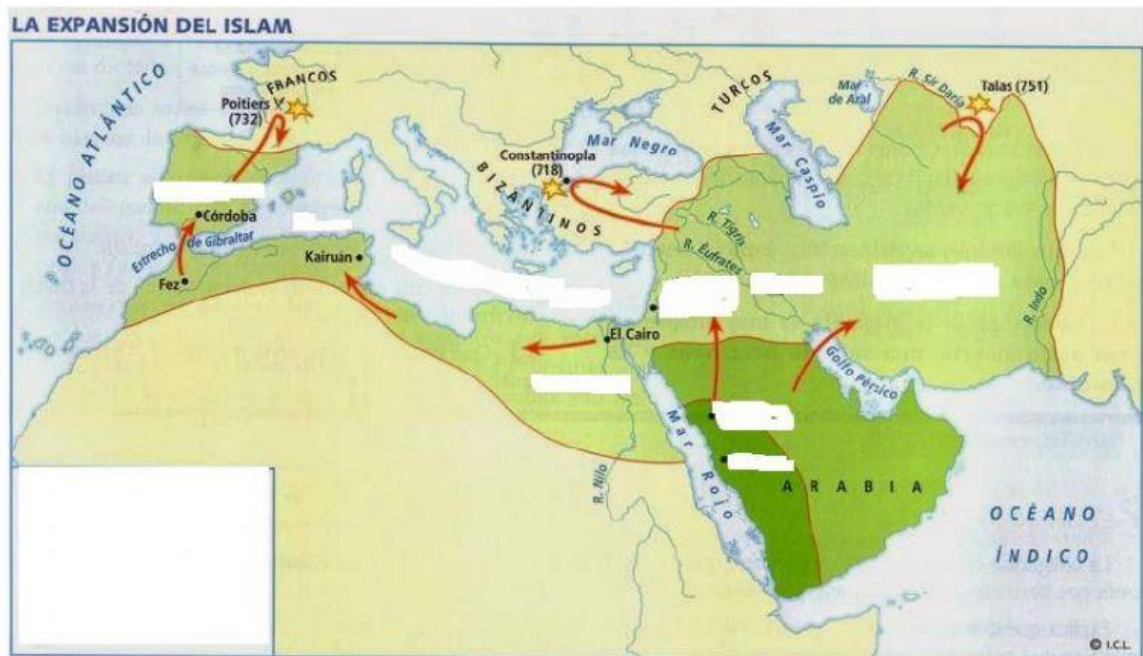 LA EXPANSIÓN DEL ISLAM
OCÉANO ATLÁNTICO
FRANCOS
Poitiers
(732)
TURCOS
Mar
de Aral
R. Sir Daria
Talas (751)
Mar Negro
Mar Caspio
Constantinopla
(718)
BIZANTINOS
Córdoba
Estrecho de Gibraltar
Fez
Kairuán
R. Tigris
R. Éufrates
R. Indo
El Cairo
Golfo Pérsico
Mar Rojo
R. Nilo
ARABIA
OCÉANO
ÍNDICO
© I.C.L.